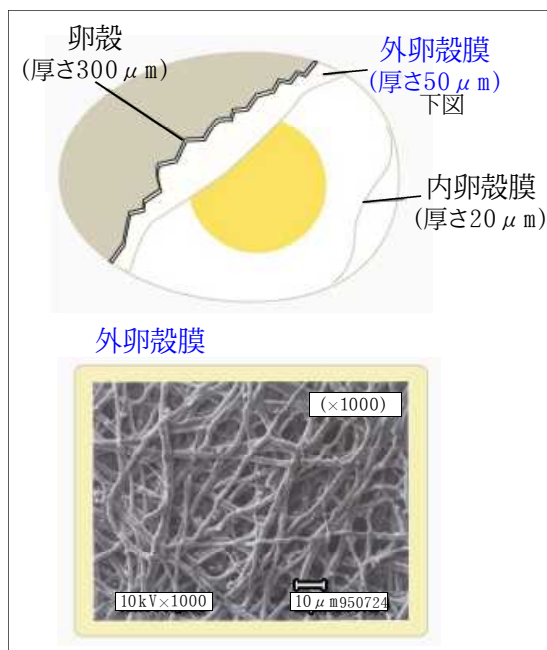 卵殻
(厚さ300μm)
外卵殻膜
(厚さ50μm)
下図
内卵殻膜
(厚さ20μm)
外卵殻膜
(×1000)
10kV×1000
10μm950724